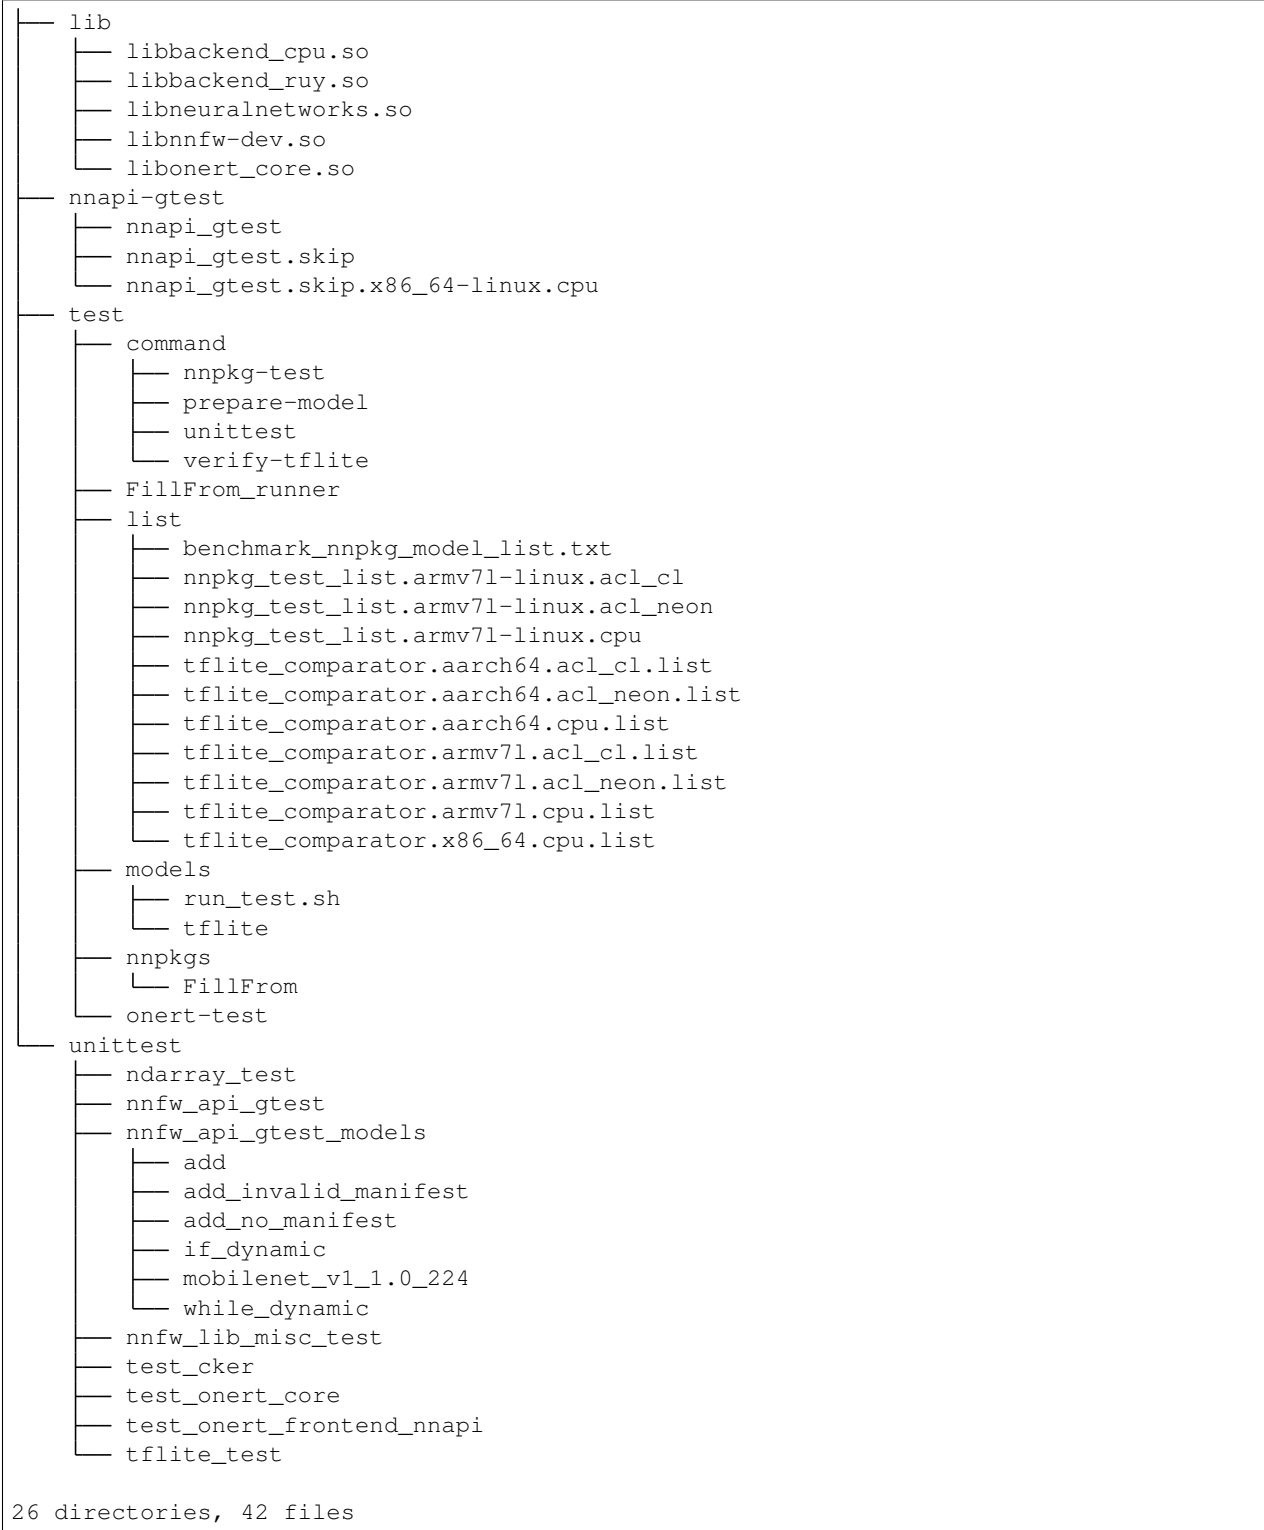 ├── lib
│   ├── libbackend_cpu.so
│   ├── libbackend_ruy.so
│   ├── libneuralnetworks.so
│   ├── libnnfw-dev.so
│   └── libonert_core.so
├── nnapi-gtest
│   ├── nnapi_gtest
│   ├── nnapi_gtest.skip
│   └── nnapi_gtest.skip.x86_64-linux.cpu
├── test
│   ├── command
│   │   ├── nnpkg-test
│   │   ├── prepare-model
│   │   ├── unittest
│   │   └── verify-tflite
│   ├── FillFrom_runner
│   ├── list
│   │   ├── benchmark_nnpkg_model_list.txt
│   │   ├── nnpkg_test_list.armv7l-linux.acl_cl
│   │   ├── nnpkg_test_list.armv7l-linux.acl_neon
│   │   ├── nnpkg_test_list.armv7l-linux.cpu
│   │   ├── tflite_comparator.aarch64.acl_cl.list
│   │   ├── tflite_comparator.aarch64.acl_neon.list
│   │   ├── tflite_comparator.aarch64.cpu.list
│   │   ├── tflite_comparator.armv7l.acl_cl.list
│   │   ├── tflite_comparator.armv7l.acl_neon.list
│   │   ├── tflite_comparator.armv7l.cpu.list
│   │   └── tflite_comparator.x86_64.cpu.list
│   ├── models
│   │   ├── run_test.sh
│   │   └── tflite
│   ├── nnpkgs
│   │   └── FillFrom
│   └── onert-test
└── unittest
    ├── ndarray_test
    ├── nnfw_api_gtest
    ├── nnfw_api_gtest_models
    │   ├── add
    │   ├── add_invalid_manifest
    │   ├── add_no_manifest
    │   ├── if_dynamic
    │   ├── mobilenet_v1_1.0_224
    │   └── while_dynamic
    ├── nnfw_lib_misc_test
    ├── test_cker
    ├── test_onert_core
    ├── test_onert_frontend_nnapi
    └── tflite_test
26 directories, 42 files